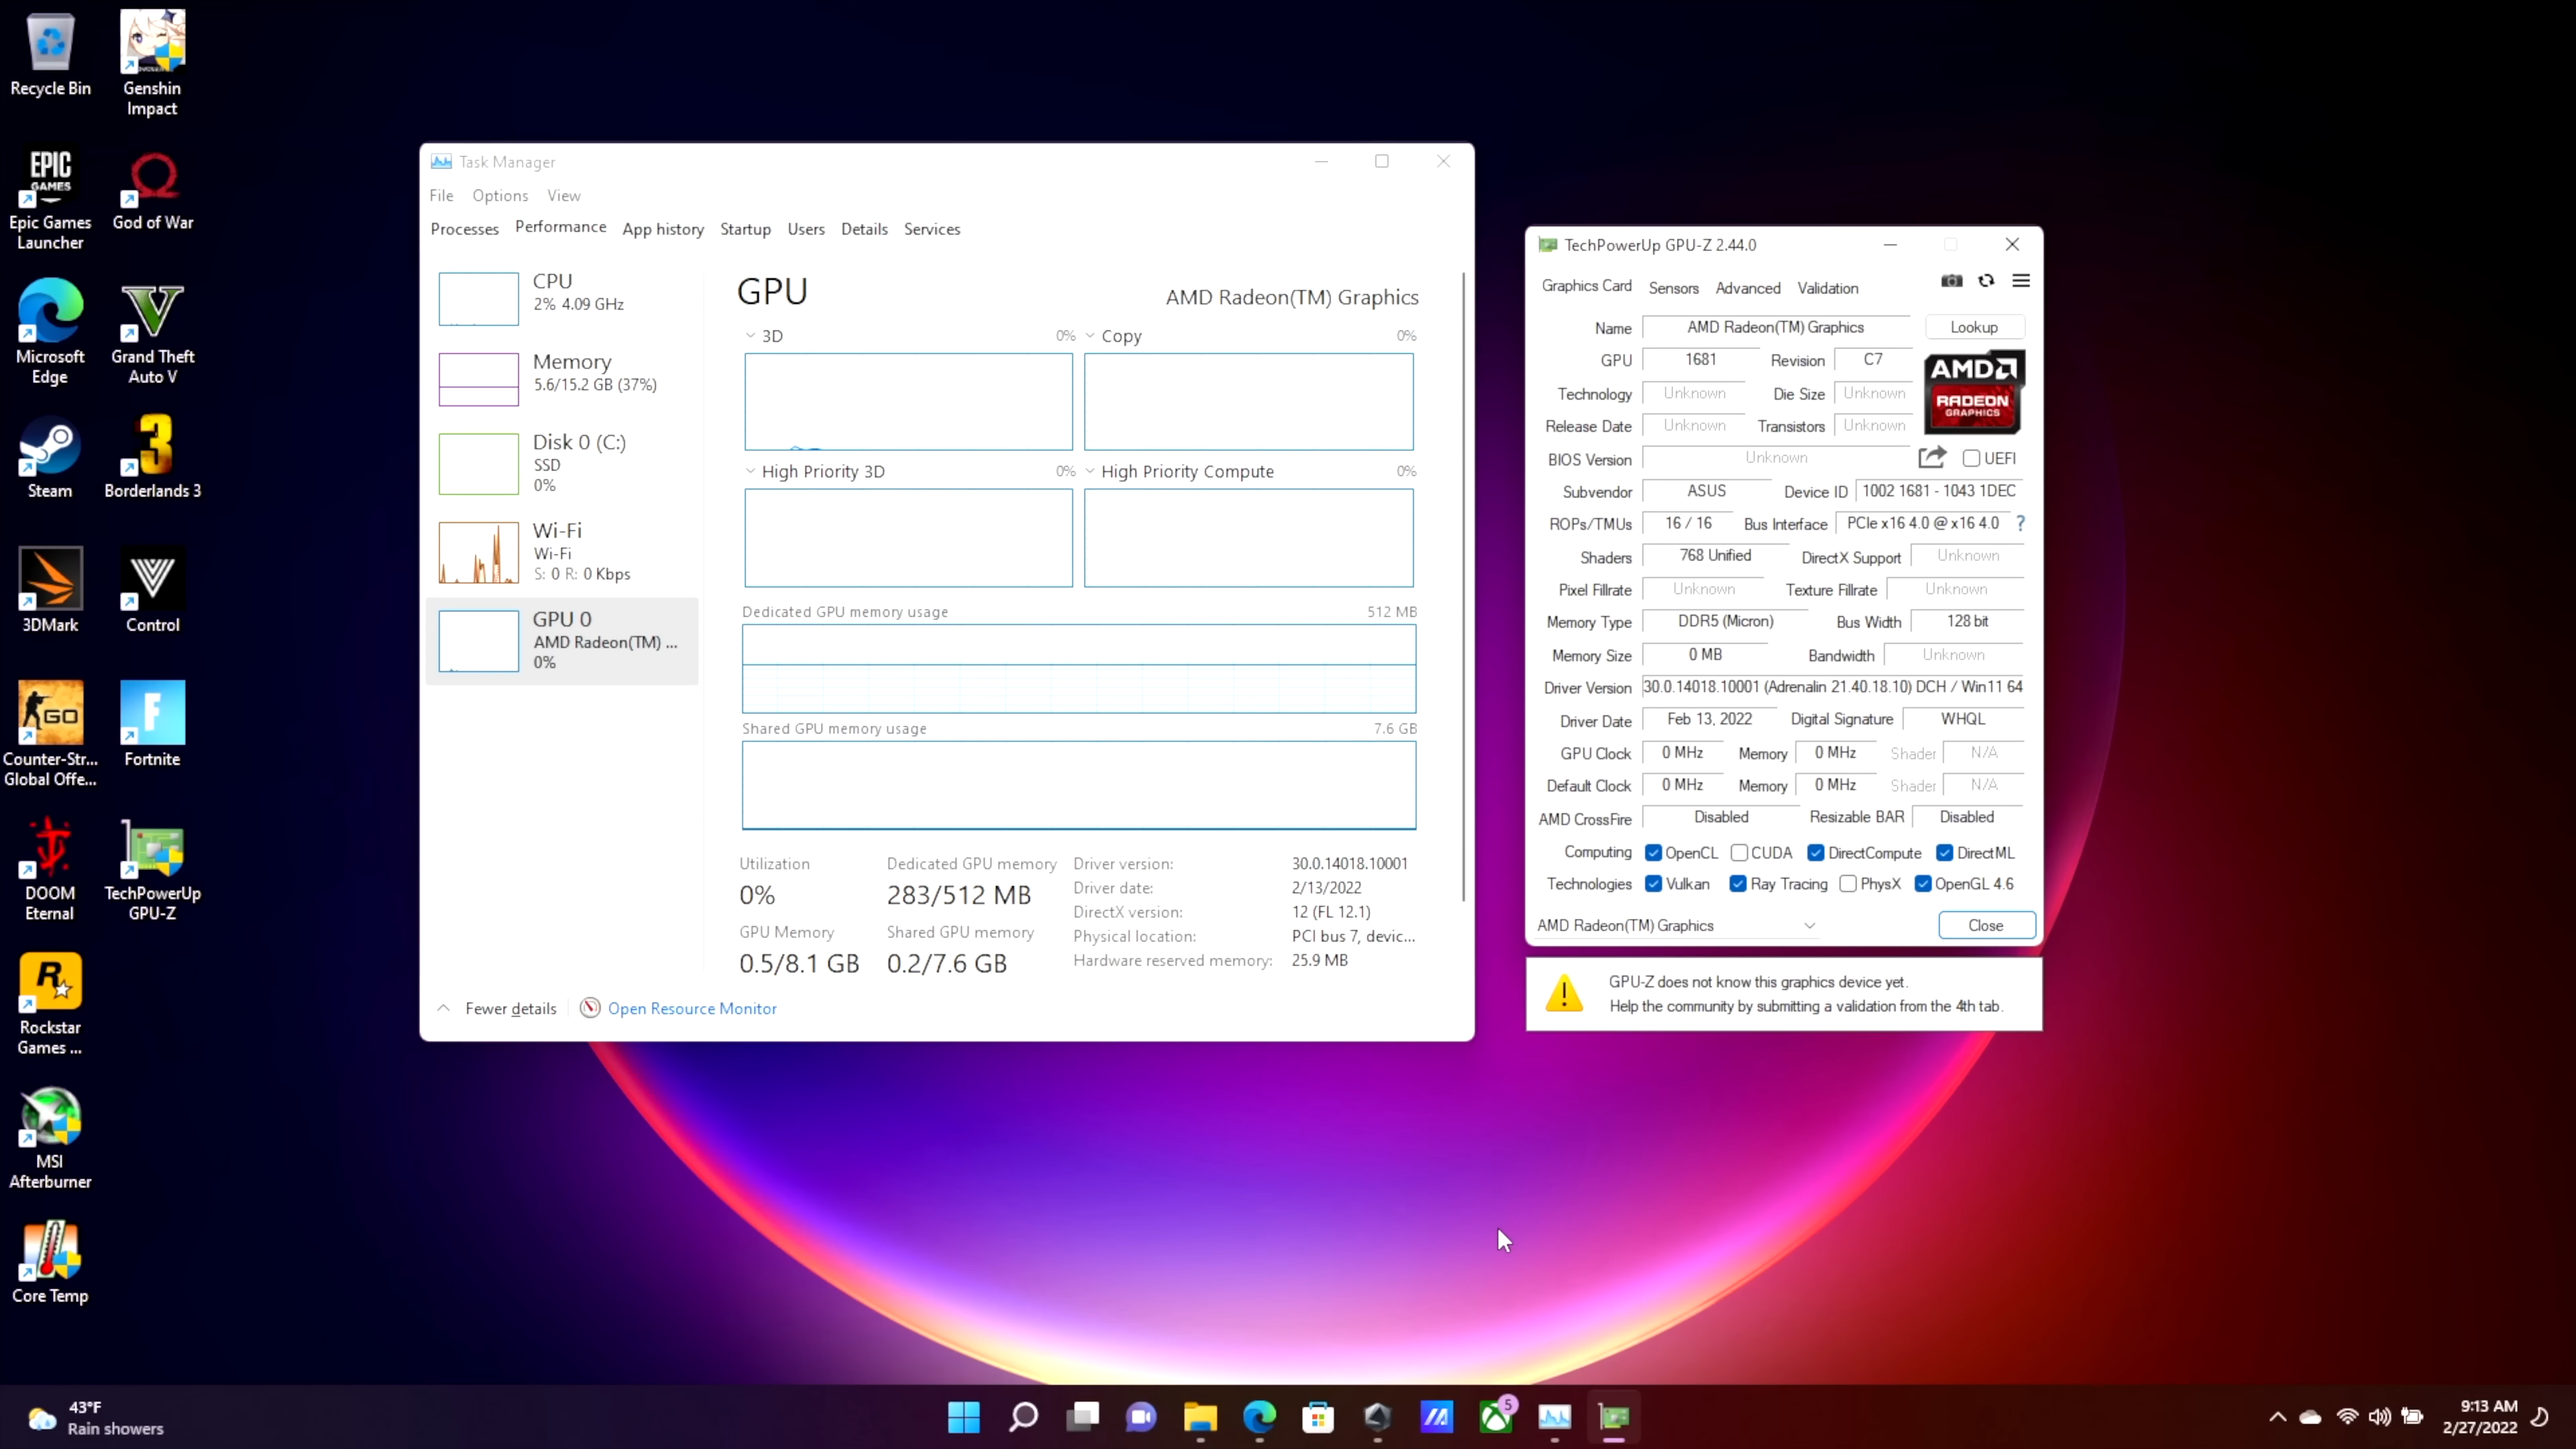 Recycle Bin
Genshin
Impact
EPIC
GAMES
Epic Games
Launcher
God of War
Microsoft
Edge
Grand Theft
Auto V
Steam
3
Borderlands 3
3DMark
Control
GO
Counter-Str...
Global Offe...
F
Fortnite
DOOM
Eternal
TechPowerUp
GPU-Z
R
Rockstar
Games ...
MSI
Afterburner
Core Temp
Task Manager
File Options View
Processes Performance App history Startup Users Details Services
CPU
2% 4.09 GHz
Memory
5.6/15.2 GB (37%)
Disk 0 (C:)
SSD
0%
Wi-Fi
Wi-Fi
S: 0 R: 0 Kbps
GPU 0
AMD Radeon(TM) ...
0%
GPU AMD Radeon(TM) Graphics
3D 0% Copy 0%
High Priority 3D 0% High Priority Compute 0%
Dedicated GPU memory usage 512 MB
Shared GPU memory usage 7.6 GB
Utilization
0%
Dedicated GPU memory
283/512 MB
GPU Memory
0.5/8.1 GB
Shared GPU memory
0.2/7.6 GB
Driver version: 30.0.14018.10001
Driver date: 2/13/2022
DirectX version: 12 (FL 12.1)
Physical location: PCI bus 7, devic...
Hardware reserved memory: 25.9 MB
Fewer details Open Resource Monitor
TechPowerUp GPU-Z 2.44.0
Graphics Card Sensors Advanced Validation
Name AMD Radeon(TM) Graphics Lookup
GPU 1681 Revision C7
AMD
RADEON
GRAPHICS
Technology Unknown Die Size Unknown
Release Date Unknown Transistors Unknown
BIOS Version Unknown UEFI
Subvendor ASUS Device ID 1002 1681 - 1043 1DEC
ROPs/TMUs 16 / 16 Bus Interface PCIe x16 4.0 @ x16 4.0 ?
Shaders 768 Unified DirectX Support Unknown
Pixel Fillrate Unknown Texture Fillrate Unknown
Memory Type DDR5 (Micron) Bus Width 128 bit
Memory Size 0 MB Bandwidth Unknown
Driver Version 30.0.14018.10001 (Adrenalin 21.40.18.10) DCH / Win11 64
Driver Date Feb 13, 2022 Digital Signature WHQL
GPU Clock 0 MHz Memory 0 MHz Shader N/A
Default Clock 0 MHz Memory 0 MHz Shader N/A
AMD CrossFire Disabled Resizable BAR Disabled
Computing OpenCL CUDA DirectCompute DirectML
Technologies Vulkan Ray Tracing PhysX OpenGL 4.6
AMD Radeon(TM) Graphics Close
GPU-Z does not know this graphics device yet.
Help the community by submitting a validation from the 4th tab.
43°F
Rain showers
5
9:13 AM
2/27/2022